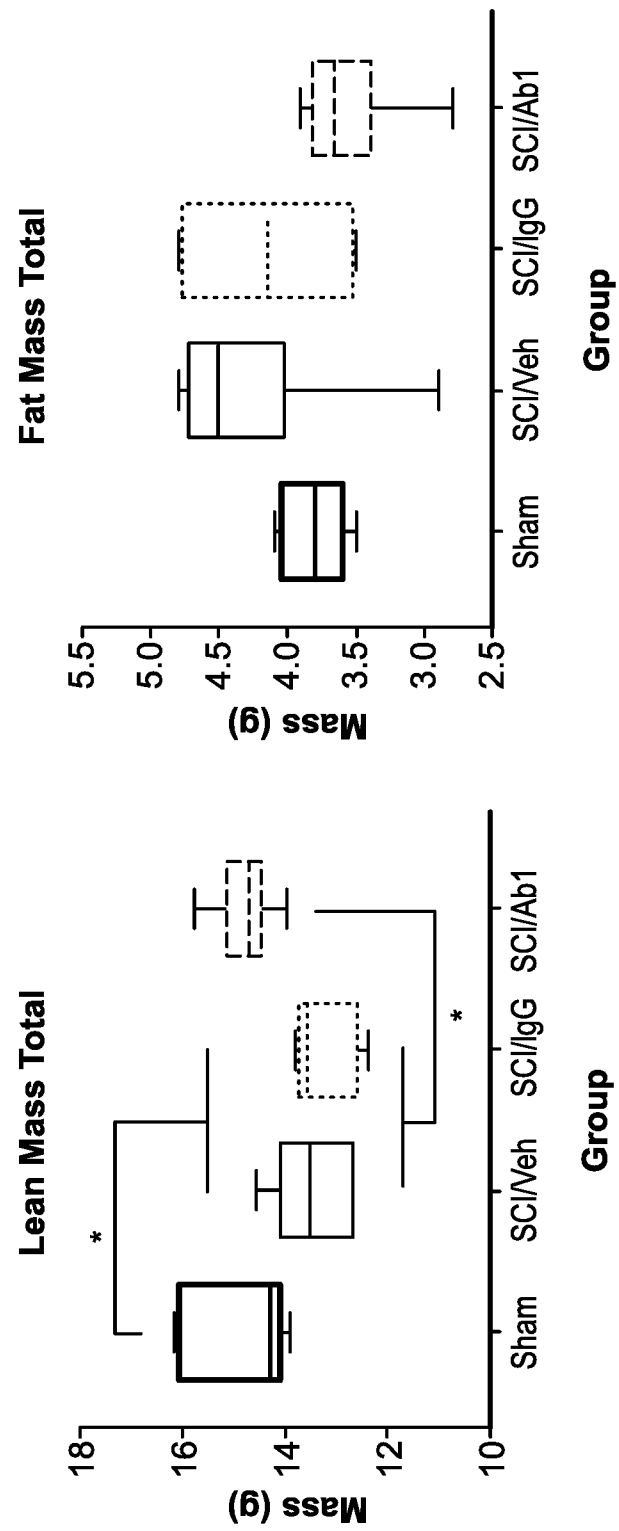 Lean Mass Total
Mass (g)
18
16
14
12
10
*
*
Sham
SCI/Veh
SCI/IgG
SCI/Ab1
Group
Fat Mass Total
Mass (g)
5.5
5.0
4.5
4.0
3.5
3.0
2.5
Sham
SCI/Veh
SCI/IgG
SCI/Ab1
Group